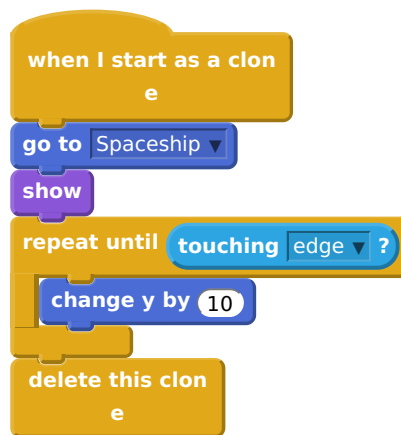 when I start as a clon
e
go to Spaceship ▼
show
repeat until touching edge ▼ ?
change y by 10
delete this clon
e